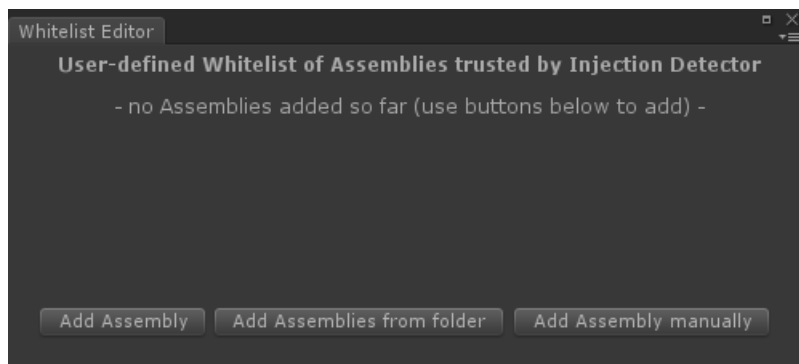 Whitelist Editor
User-defined Whitelist of Assemblies trusted by Injection Detector
- no Assemblies added so far (use buttons below to add) -
Add Assembly Add Assemblies from folder Add Assembly manually